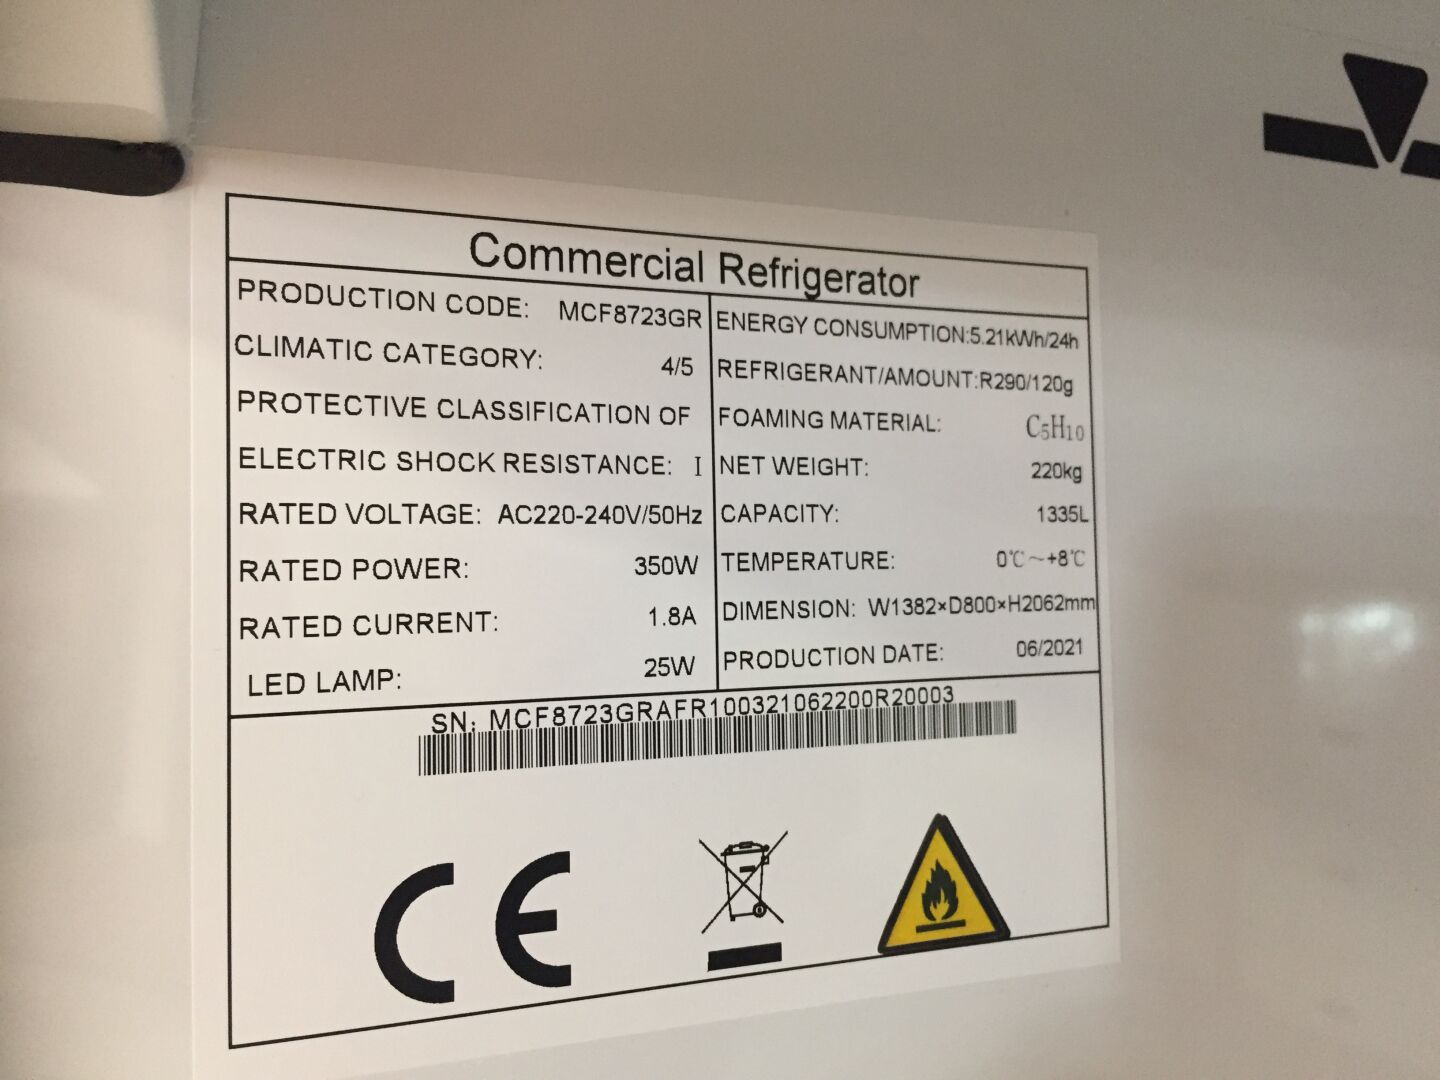 Commercial Refrigerator
PRODUCTION CODE: MCF8723GR
CLIMATIC CATEGORY: 4/5
PROTECTIVE CLASSIFICATION OF
ELECTRIC SHOCK RESISTANCE: I
RATED VOLTAGE: AC220-240V/50Hz
RATED POWER: 350W
RATED CURRENT: 1.8A
LED LAMP: 25W
ENERGY CONSUMPTION:5.21kWh/24h
REFRIGERANT/AMOUNT:R290/120g
FOAMING MATERIAL: C₅H₁₀
NET WEIGHT: 220kg
CAPACITY: 1335L
TEMPERATURE: 0℃~+8℃
DIMENSION: W1382×D800×H2062mm
PRODUCTION DATE: 06/2021
SN: MCF8723GRAFR100321062200R20003
CE